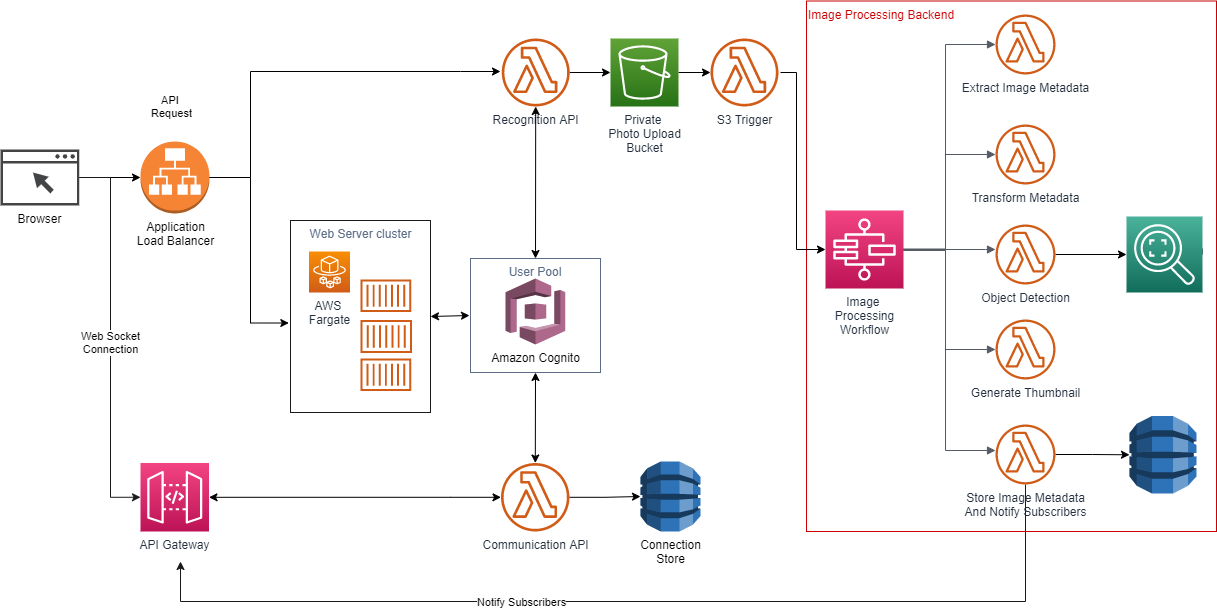 Image Processing Backend
Extract Image Metadata
API
Request
Recognition API
Private
Photo Upload
Bucket
S3 Trigger
Transform Metadata
Browser
Application
Load Balancer
Web Server cluster
AWS
Fargate
User Pool
Amazon Cognito
Image
Processing
Workflow
Object Detection
Web Socket
Connection
Generate Thumbnail
Store Image Metadata
And Notify Subscribers
API Gateway
Communication API
Connection
Store
Notify Subscribers